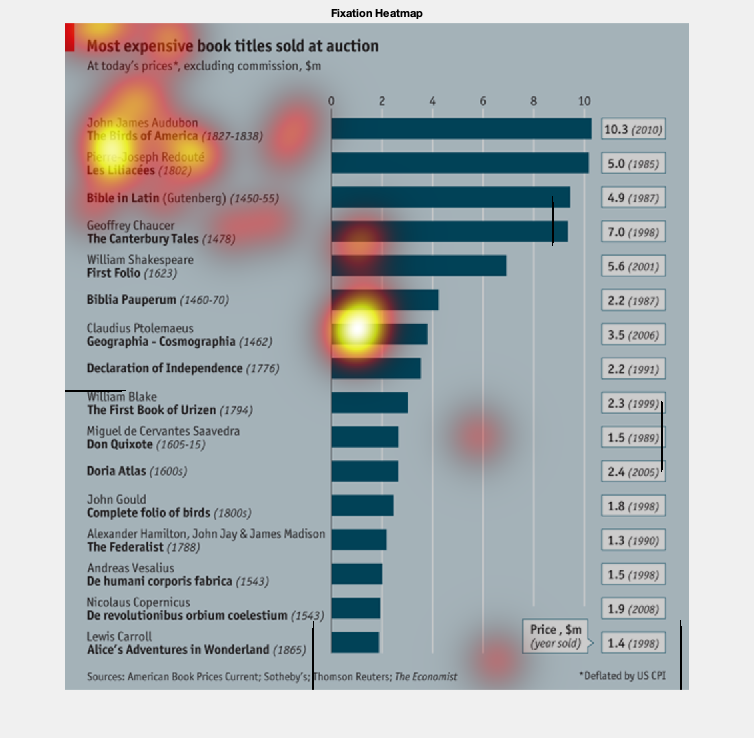 Fixation Heatmap
Most expensive book titles sold at auction
At today's prices*, excluding commission, $m
0 2 4 6 8 10
John James Audubon
The Birds of America (1827-1838) 10.3 (2010)
Pierre-Joseph Redouté
Les Liliacées (1802) 5.0 (1985)
Bible in Latin (Gutenberg) (1450-55) 4.9 (1987)
Geoffrey Chaucer
The Canterbury Tales (1478) 7.0 (1998)
William Shakespeare
First Folio (1623) 5.6 (2001)
Biblia Pauperum (1460-70) 2.2 (1987)
Claudius Ptolemaeus
Geographia - Cosmographia (1462) 3.5 (2006)
Declaration of Independence (1776) 2.2 (1991)
William Blake
The First Book of Urizen (1794) 2.3 (1999)
Miguel de Cervantes Saavedra
Don Quixote (1605-15) 1.5 (1989)
Doria Atlas (1600s) 2.4 (2005)
John Gould
Complete folio of birds (1800s) 1.8 (1998)
Alexander Hamilton, John Jay & James Madison
The Federalist (1788) 1.3 (1990)
Andreas Vesalius
De humani corporis fabrica (1543) 1.5 (1998)
Nicolaus Copernicus
De revolutionibus orbium coelestium (1543) 1.9 (2008)
Lewis Carroll
Alice's Adventures in Wonderland (1865) 1.4 (1998)
Price, $m
(year sold)
Sources: American Book Prices Current; Sotheby's; Thomson Reuters; The Economist
*Deflated by US CPI